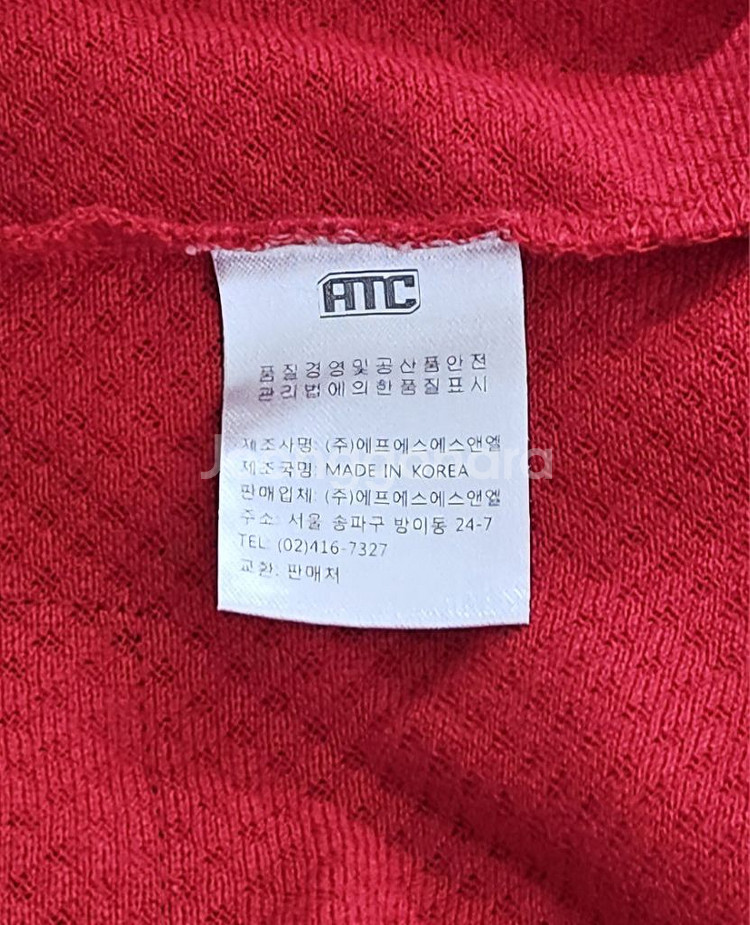 ATC
품질경영및공산품안전
관리법에의한품질표시
제조사명: (주)에프에스에스앤엘
제조국명: MADE IN KOREA
판매업체: (주)에프에스에스앤엘
주소: 서울 송파구 방이동 24-7
TEL: (02)416-7327
교환: 판매처
Joonggonara